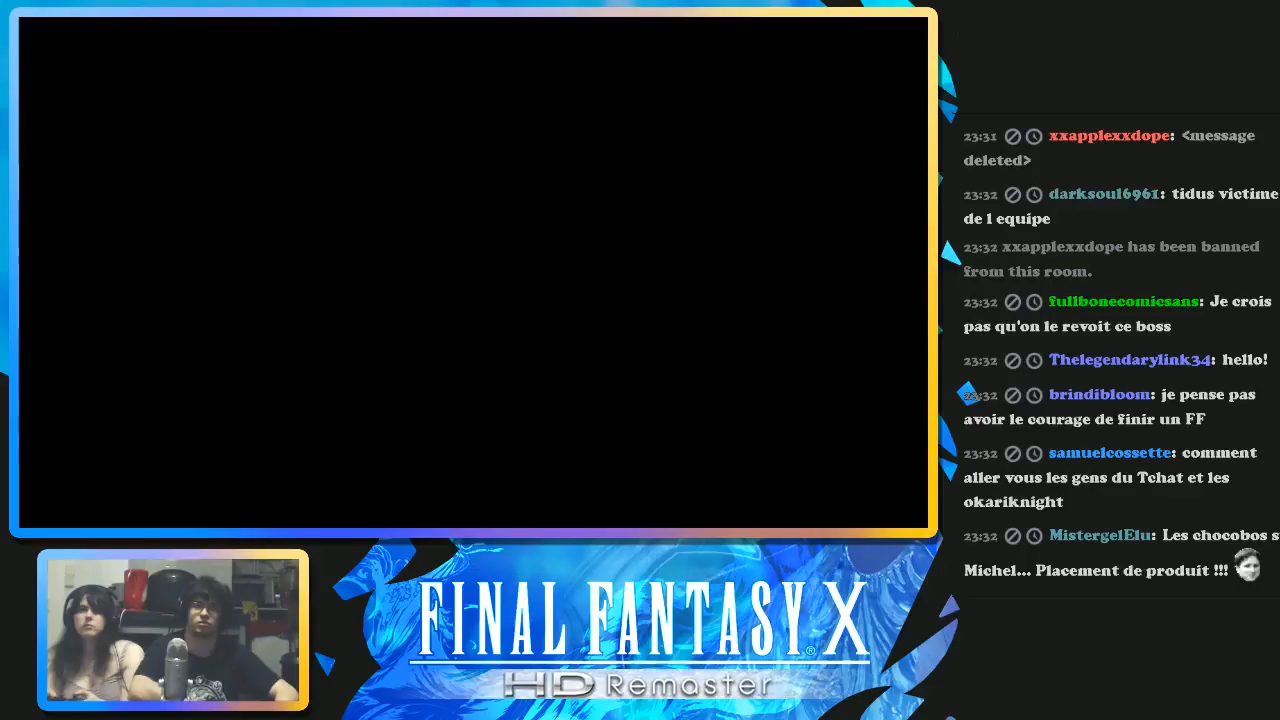 23:31 xxapplexxdope: <message
deleted>
23:32 darksoul6961: tidus victime
de l equipe
23:32 xxapplexxdope has been banned
from this room.
23:32 fullbonecomicsans: Je crois
pas qu'on le revoit ce boss
23:32 Thelegendarylink34: hello!
23:32 brindibloom: je pense pas
avoir le courage de finir un FF
23:32 samuelcossette: comment
aller vous les gens du Tchat et les
okariknight
23:32 MistergelElu: Les chocobos s
Michel... Placement de produit !!!
FINAL FANTASY® X
HD Remaster